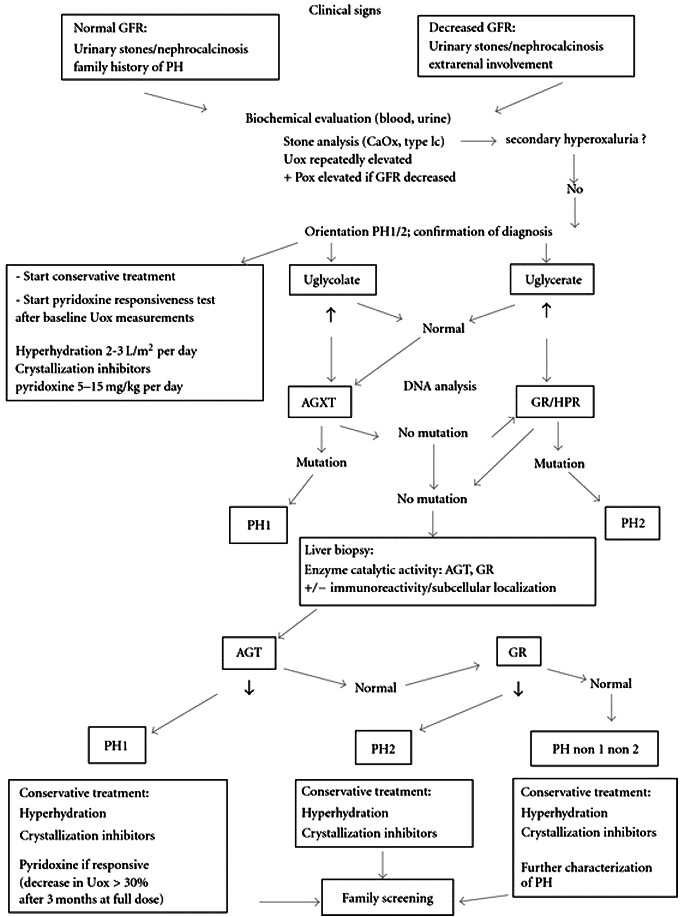 Clinical signs
Normal GFR:
Urinary stones/nephrocalcinosis
family history of PH
Decreased GFR:
Urinary stones/nephrocalcinosis
extrarenal involvement
Biochemical evaluation (blood, urine)
Stone analysis (CaOx, type lc)
secondary hyperoxaluria ?
Uox repeatedly elevated
+ Pox elevated if GFR decreased
No
Orientation PH1/2; confirmation of diagnosis
- Start conservative treatment
- Start pyridoxine responsiveness test
after baseline Uox measurements
Hyperhydration 2-3 L/m² per day
Crystallization inhibitors
pyridoxine 5–15 mg/kg per day
Uglycolate
Uglycerate
Normal
DNA analysis
AGXT
GR/HPR
No mutation
Mutation
Mutation
No mutation
PH1
PH2
Liver biopsy:
Enzyme catalytic activity: AGT, GR
+/− immunoreactivity/subcellular localization
AGT
GR
Normal
Normal
PH1
PH2
PH non 1 non 2
Conservative treatment:
Hyperhydration
Crystallization inhibitors
Pyridoxine if responsive
(decrease in Uox > 30%
after 3 months at full dose)
Conservative treatment:
Hyperhydration
Crystallization inhibitors
Conservative treatment:
Hyperhydration
Crystallization inhibitors
Further characterization
of PH
Family screening